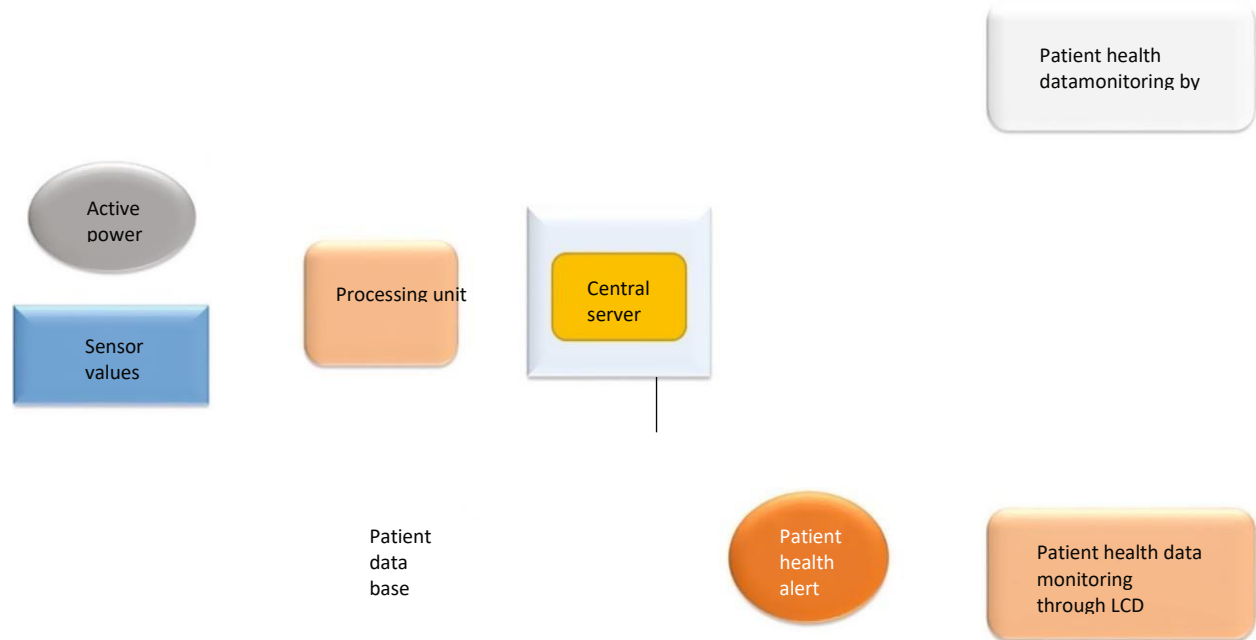 Patient health
datamonitoring by
Active
power
Processing unit
Central
server
Sensor
values
Patient
data
base
Patient
health
alert
Patient health data
monitoring
through LCD